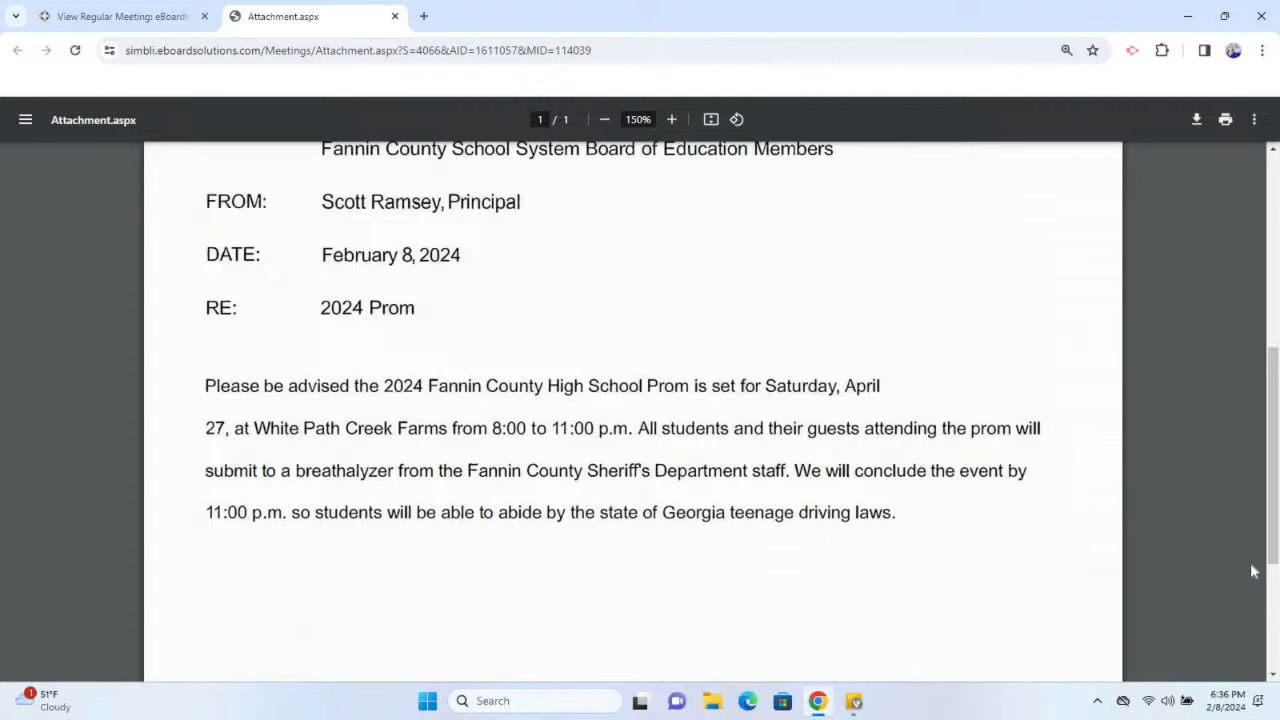 View Regular Meeting: eBoards
Attachment.aspx
simbli.eboardsolutions.com/Meetings/Attachment.aspx?S=4066&AID=1611057&MID=114039
Attachment.aspx
1 / 1
150%
Fannin County School System Board of Education Members
FROM: Scott Ramsey, Principal
DATE: February 8, 2024
RE: 2024 Prom
Please be advised the 2024 Fannin County High School Prom is set for Saturday, April
27, at White Path Creek Farms from 8:00 to 11:00 p.m. All students and their guests attending the prom will
submit to a breathalyzer from the Fannin County Sheriff's Department staff. We will conclude the event by
11:00 p.m. so students will be able to abide by the state of Georgia teenage driving laws.
1
51°F
Cloudy
Search
6:36 PM
2/8/2024